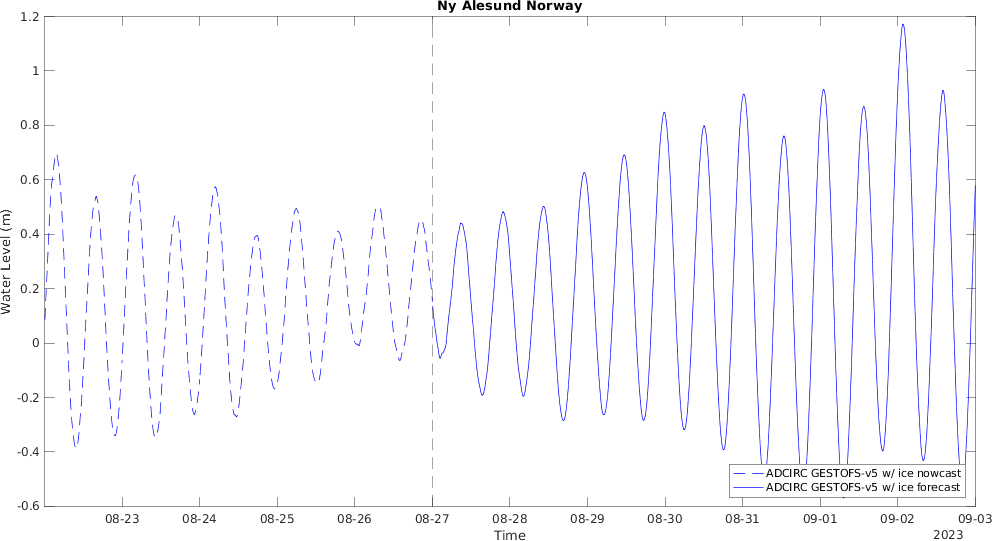 Ny Alesund Norway
1.2
1
0.8
0.6
0.4
0.2
0
-0.2
-0.4
-0.6
Water Level (m)
ADCIRC GESTOFS-v5 w/ ice nowcast
ADCIRC GESTOFS-v5 w/ ice forecast
08-23 08-24 08-25 08-26 08-27 08-28 08-29 08-30 08-31 09-01 09-02 09-03
Time
2023